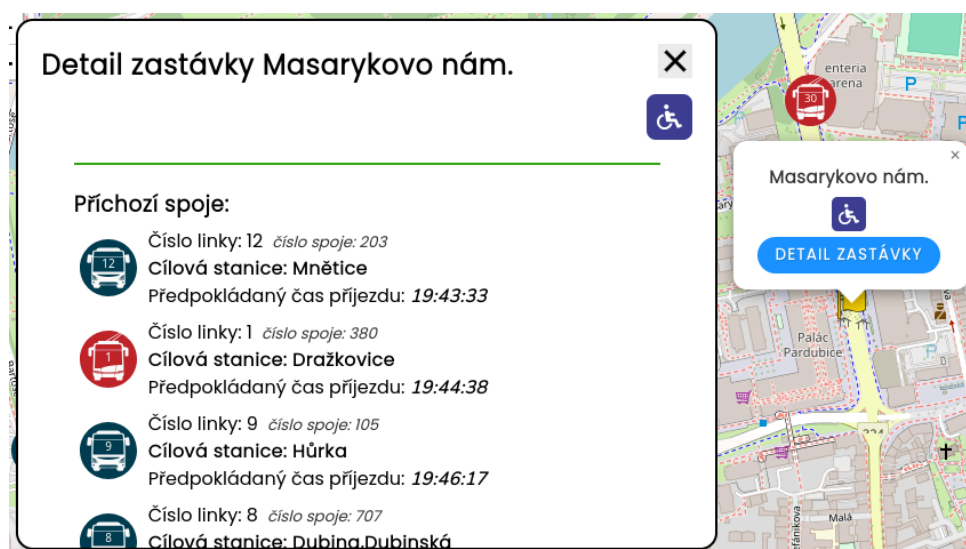 Detail zastávky Masarykovo nám.
Příchozí spoje:
12
Číslo linky: 12 číslo spoje: 203
Cílová stanice: Mnětice
Předpokládaný čas příjezdu: 19:43:33
1
Číslo linky: 1 číslo spoje: 380
Cílová stanice: Dražkovice
Předpokládaný čas příjezdu: 19:44:38
9
Číslo linky: 9 číslo spoje: 105
Cílová stanice: Hůrka
Předpokládaný čas příjezdu: 19:46:17
8
Číslo linky: 8 číslo spoje: 707
Cílová stanice: Dubina,Dubinská
enteria
arena
30
P
P
Masarykovo nám.
DETAIL ZASTÁVKY
Palác
Pardubice
P
324
Malá